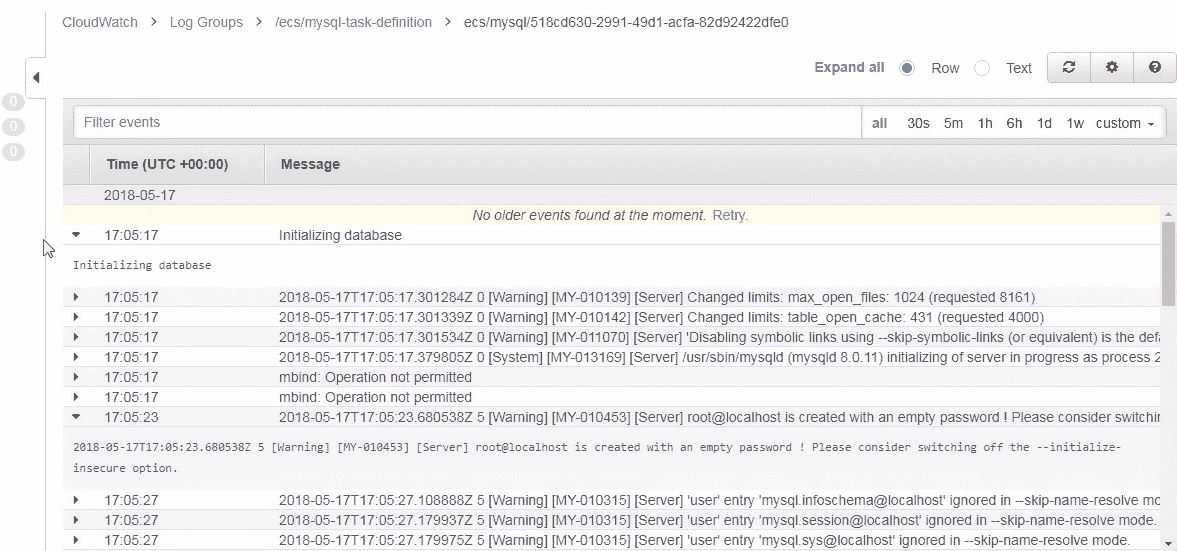 CloudWatch > Log Groups > /ecs/mysql-task-definition > ecs/mysql/518cd630-2991-49d1-acfa-82d92422dfe0
Expand all Row Text
0
0
0
Filter events all 30s 5m 1h 6h 1d 1w custom
Time (UTC +00:00) Message
2018-05-17
No older events found at the moment. Retry.
17:05:17 Initializing database
Initializing database
17:05:17 2018-05-17T17:05:17.301284Z 0 [Warning] [MY-010139] [Server] Changed limits: max_open_files: 1024 (requested 8161)
17:05:17 2018-05-17T17:05:17.301339Z 0 [Warning] [MY-010142] [Server] Changed limits: table_open_cache: 431 (requested 4000)
17:05:17 2018-05-17T17:05:17.301534Z 0 [Warning] [MY-011070] [Server] 'Disabling symbolic links using --skip-symbolic-links (or equivalent) is the defa
17:05:17 2018-05-17T17:05:17.379805Z 0 [System] [MY-013169] [Server] /usr/sbin/mysqld (mysqld 8.0.11) initializing of server in progress as process 2
17:05:17 mbind: Operation not permitted
17:05:17 mbind: Operation not permitted
17:05:23 2018-05-17T17:05:23.680538Z 5 [Warning] [MY-010453] [Server] root@localhost is created with an empty password ! Please consider switchin
2018-05-17T17:05:23.680538Z 5 [Warning] [MY-010453] [Server] root@localhost is created with an empty password ! Please consider switching off the --initialize-
insecure option.
17:05:27 2018-05-17T17:05:27.108888Z 5 [Warning] [MY-010315] [Server] 'user' entry 'mysql.infoschema@localhost' ignored in --skip-name-resolve mo
17:05:27 2018-05-17T17:05:27.179937Z 5 [Warning] [MY-010315] [Server] 'user' entry 'mysql.session@localhost' ignored in --skip-name-resolve mode.
17:05:27 2018-05-17T17:05:27.179975Z 5 [Warning] [MY-010315] [Server] 'user' entry 'mysql.sys@localhost' ignored in --skip-name-resolve mode.